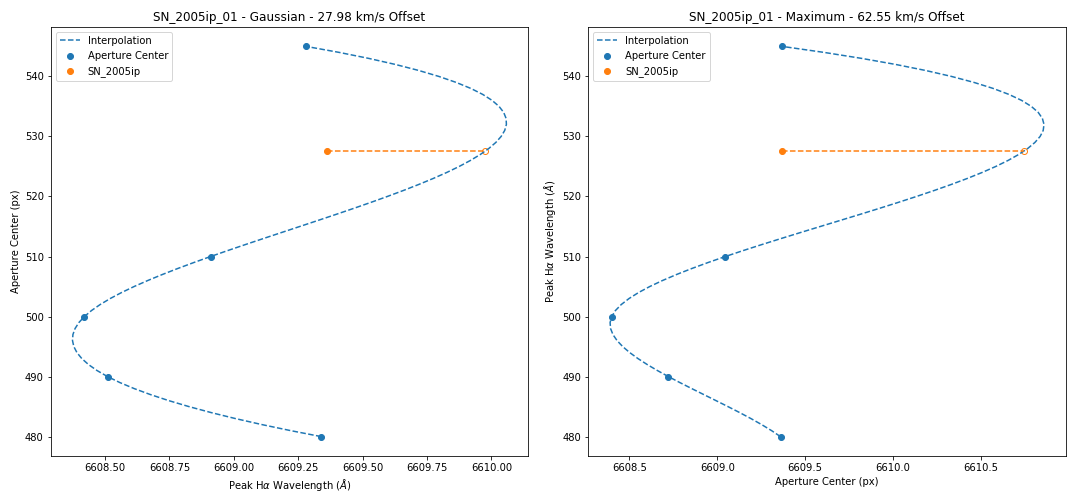 SN_2005ip_01 - Gaussian - 27.98 km/s Offset
Interpolation
Aperture Center
SN_2005ip
540
530
520
510
500
490
480
Aperture Center (px)
6608.50
6608.75
6609.00
6609.25
6609.50
6609.75
6610.00
Peak Hα Wavelength (Å)
SN_2005ip_01 - Maximum - 62.55 km/s Offset
Interpolation
Aperture Center
SN_2005ip
540
530
520
510
500
490
480
Peak Hα Wavelength (Å)
6608.5
6609.0
6609.5
6610.0
6610.5
Aperture Center (px)